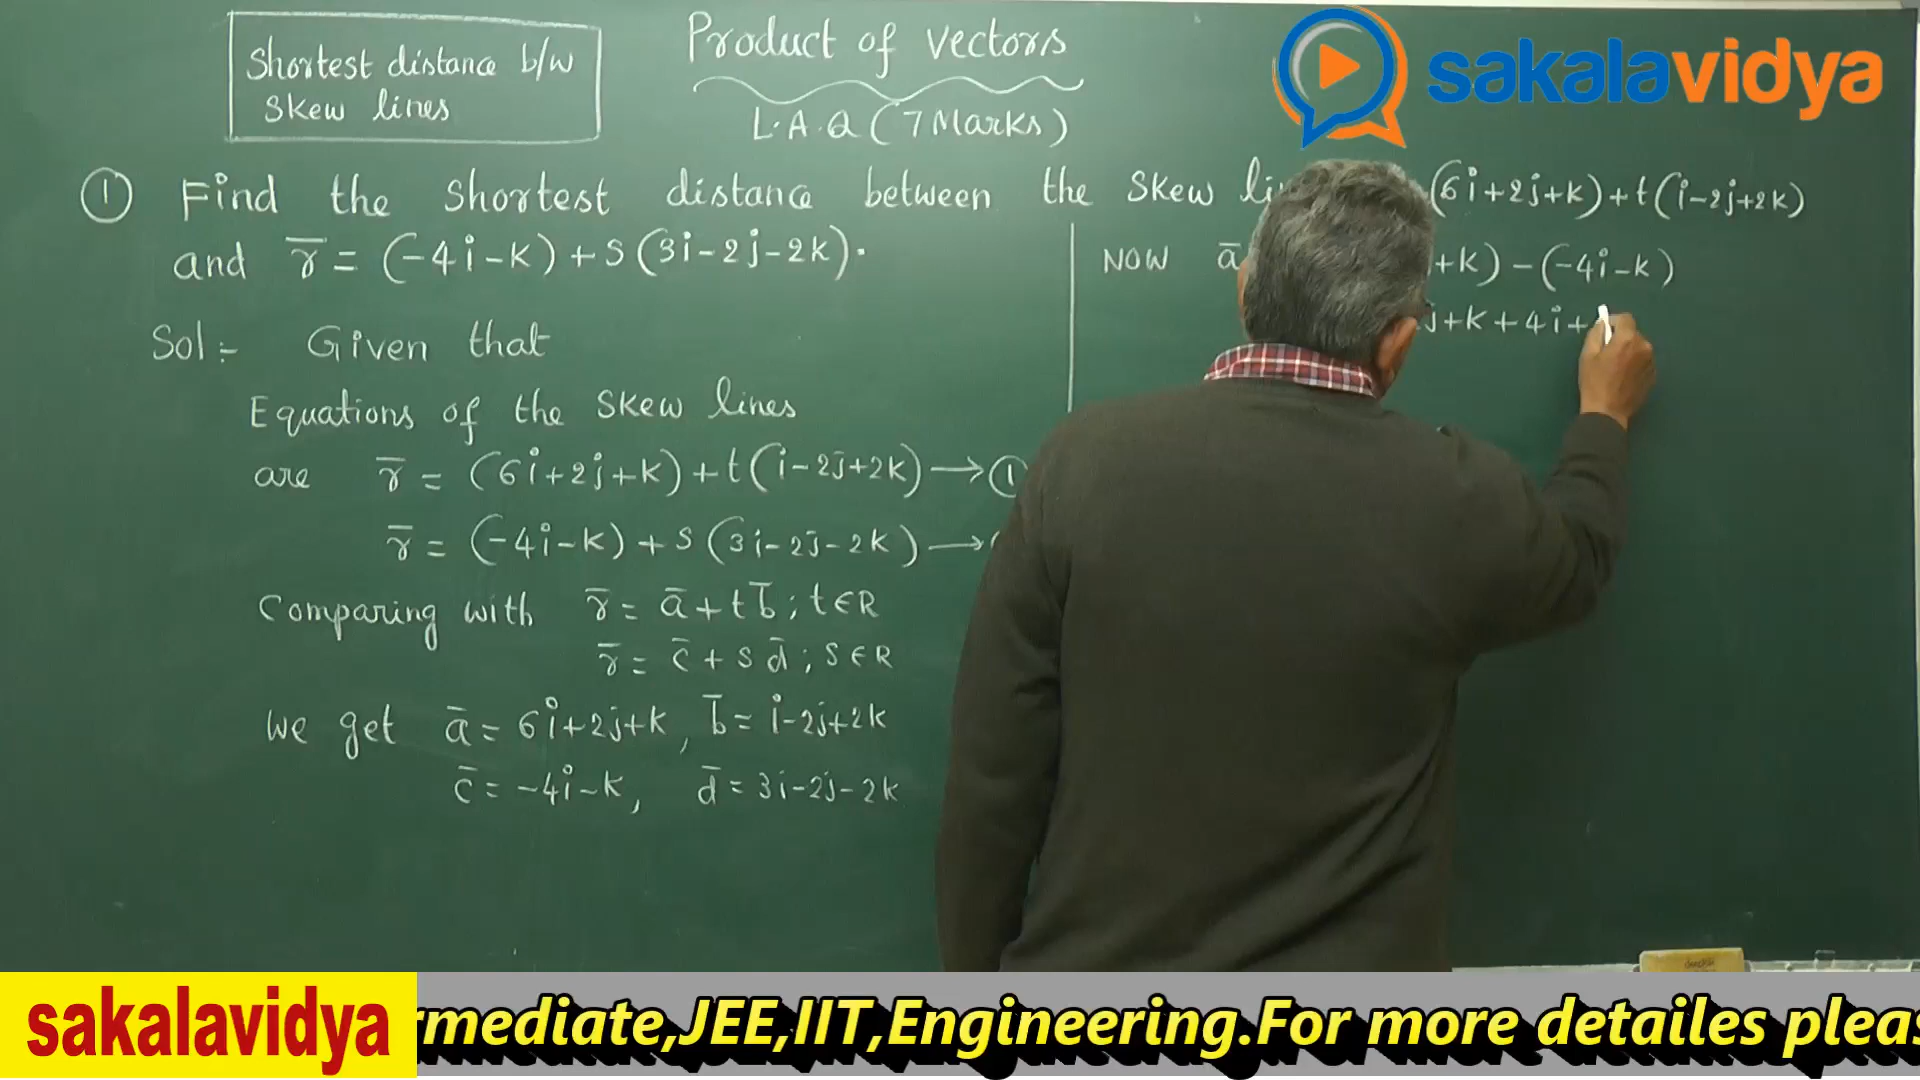 Shortest distance b/w
Skew lines
Product of vectors
L.A.Q (7 Marks)
sakalavidya
① Find the shortest distance between the skew (6i+2j+k)+t(i-2j+2k)
and r̅ = (-4i-k)+s(3i-2j-2k).
Sol:- Given that
Equations of the skew lines
are r̅ = (6i+2j+k)+t(i-2j+2k) → ①
r̅ = (-4i-k)+s(3i-2j-2k) →
Comparing with r̅ = a̅+tb̅; t∈R
r̅ = c̅+sd̅; s∈R
We get a̅ = 6i+2j+k, b̅ = i-2j+2k
c̅ = -4i-k, d̅ = 3i-2j-2k
NOW a̅ +k)-(-4i-k)
j+k+4i+
sakalavidya
rmediate,JEE,IIT,Engineering.For more detailes pleas